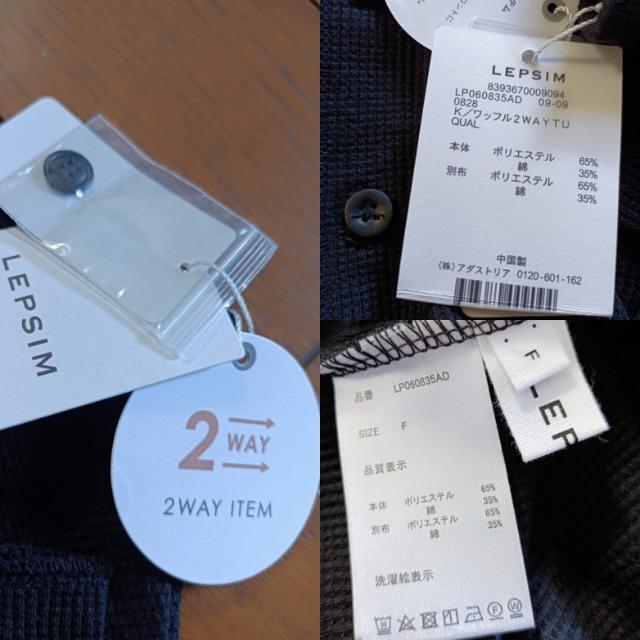 LEPSIM
2 WAY
2WAY ITEM
LEPSIM
8393670009094
LP060835AD 09-09
0828
K／ワッフル2WAYTU
QUAL.
本体 ポリエステル 65%
綿 35%
別布 ポリエステル 65%
綿 35%
中国製
(株) アダストリア 0120-601-162
品番 LP060835AD
SIZE F
品質表示
本体 ポリエステル 65%
綿 35%
別布 ポリエステル 65%
綿 35%
洗濯絵表示